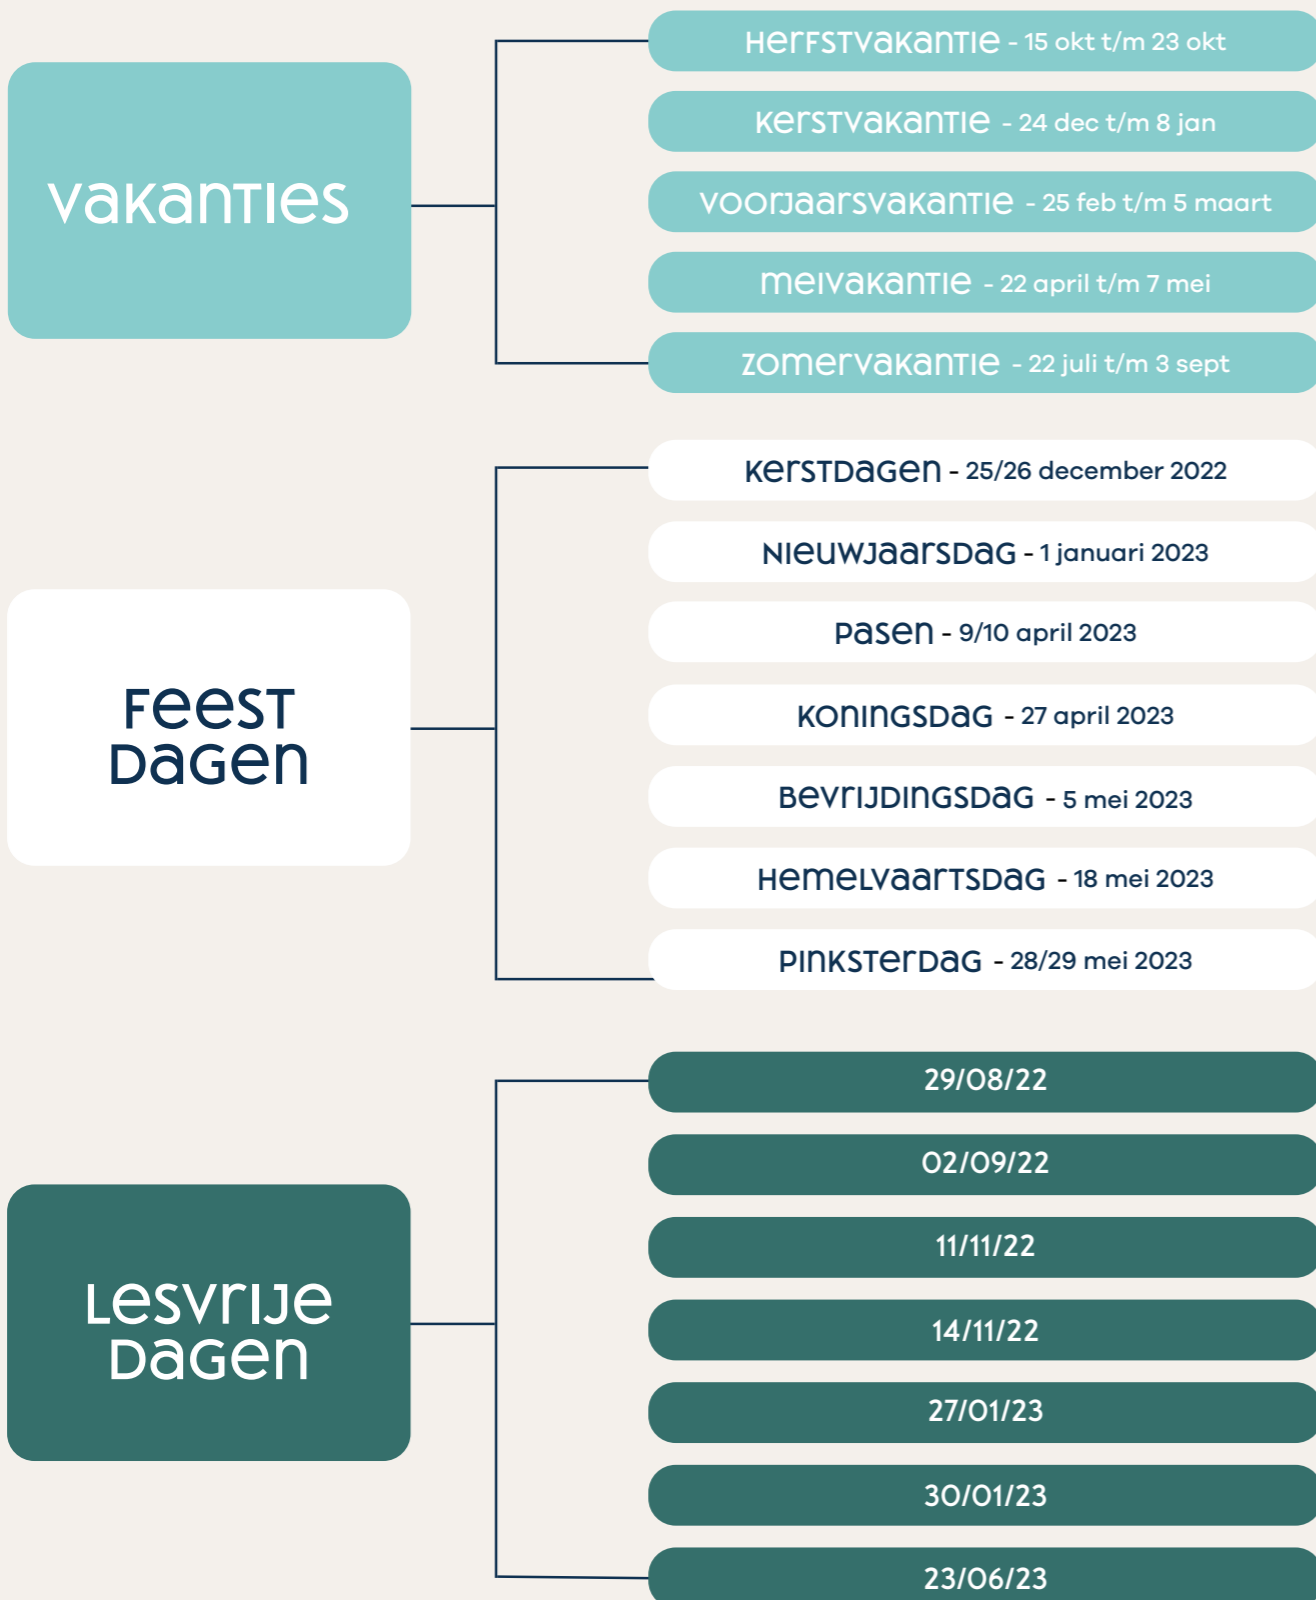 vakanties
Herfstvakantie - 15 okt t/m 23 okt
Kerstvakantie - 24 dec t/m 8 jan
Voorjaarsvakantie - 25 feb t/m 5 maart
Meivakantie - 22 april t/m 7 mei
Zomervakantie - 22 juli t/m 3 sept
Feest
dagen
Kerstdagen - 25/26 december 2022
Nieuwjaarsdag - 1 januari 2023
Pasen - 9/10 april 2023
Koningsdag - 27 april 2023
Bevrijdingsdag - 5 mei 2023
Hemelvaartsdag - 18 mei 2023
Pinksterdag - 28/29 mei 2023
Lesvrije
dagen
29/08/22
02/09/22
11/11/22
14/11/22
27/01/23
30/01/23
23/06/23